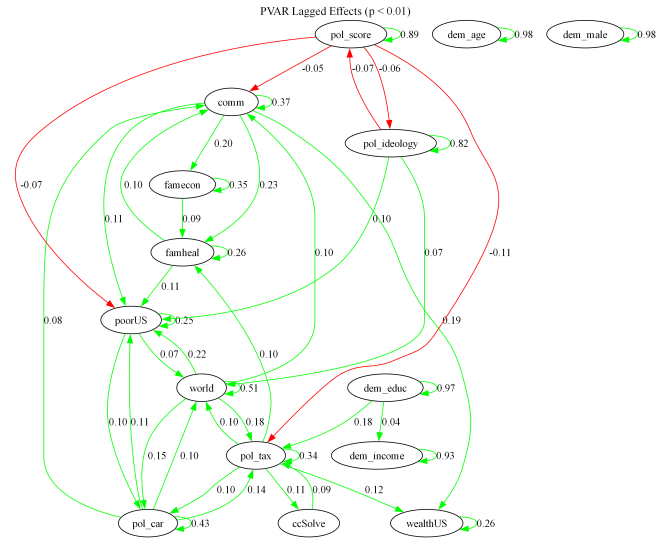 PVAR Lagged Effects (p < 0.01)
pol_score
0.89
dem_age
0.98
dem_male
0.98
-0.05
-0.07
-0.06
comm
0.37
pol_ideology
0.82
0.20
famecon
0.35
-0.07
0.10
0.23
0.11
0.09
0.10
famheal
0.26
0.10
0.07
-0.11
0.11
poorUS
0.25
0.08
0.07
0.22
0.10
0.19
world
0.51
dem_educ
0.97
0.10
0.11
0.10
0.18
0.18
0.04
0.15
0.10
pol_tax
0.34
dem_income
0.93
0.10
0.14
0.11
0.09
0.12
pol_car
0.43
ccSolve
wealthUS
0.26